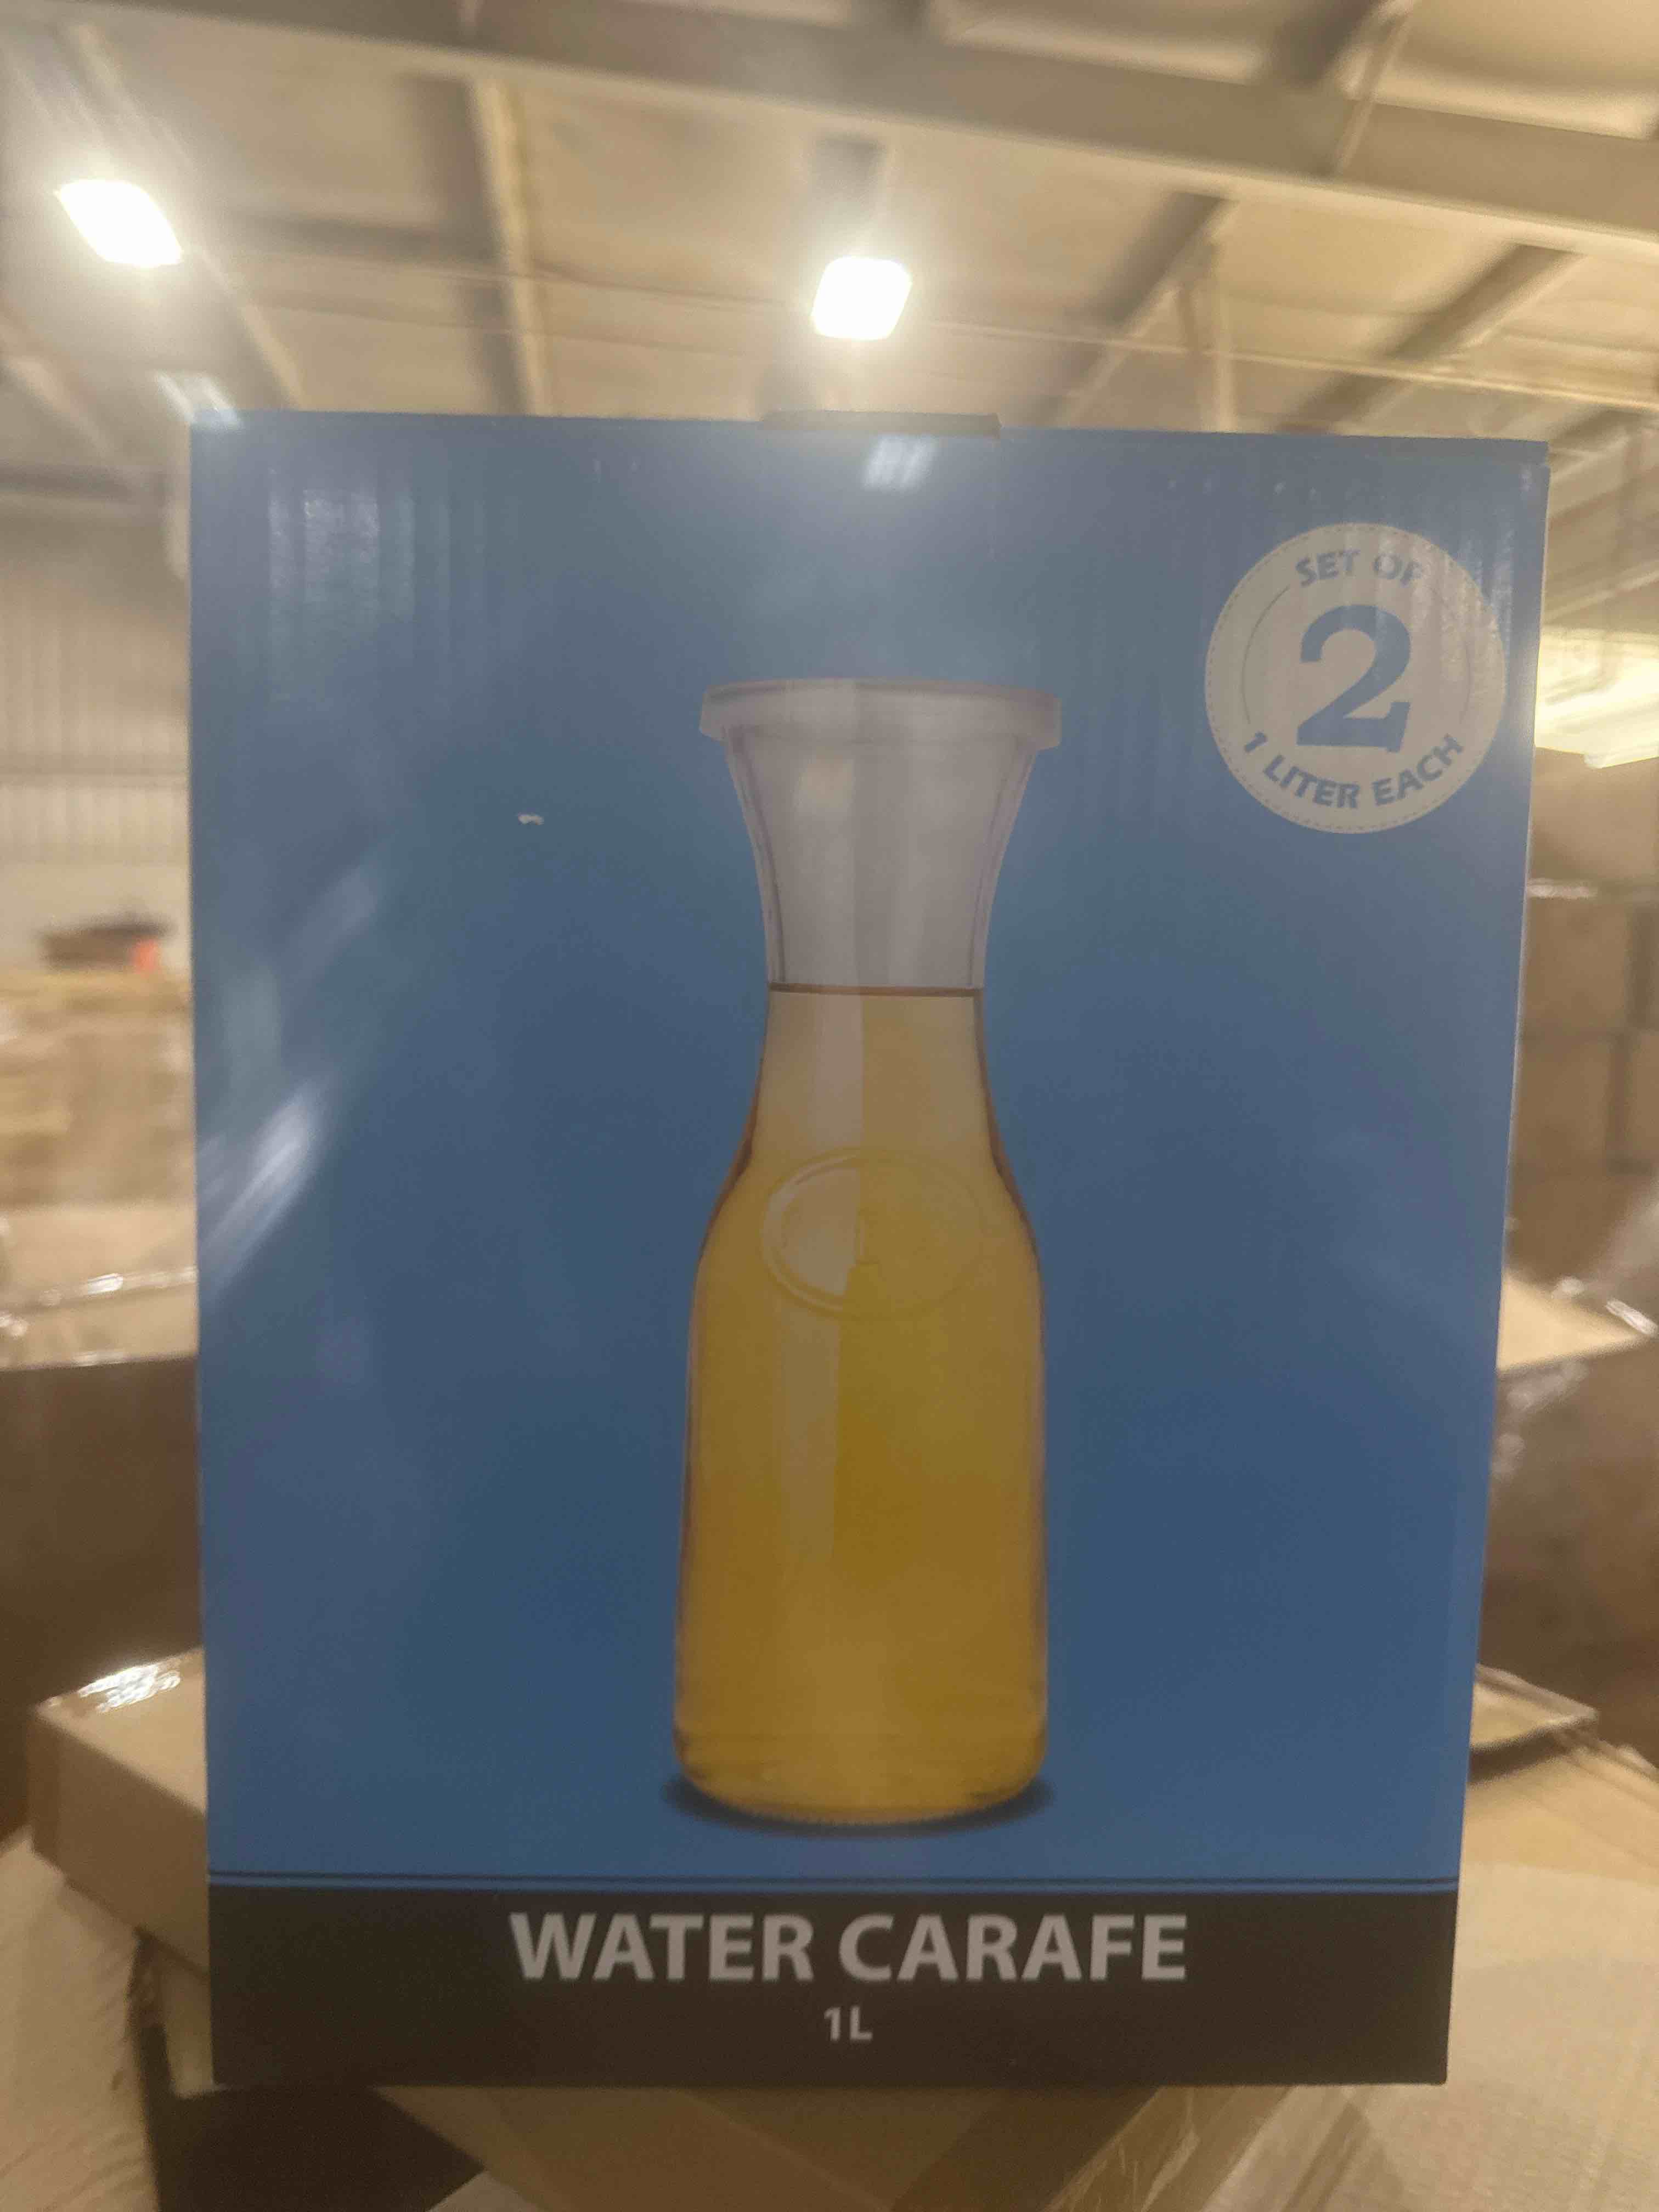 SET OF
2
1 LITER EACH
WATER CARAFE
1L